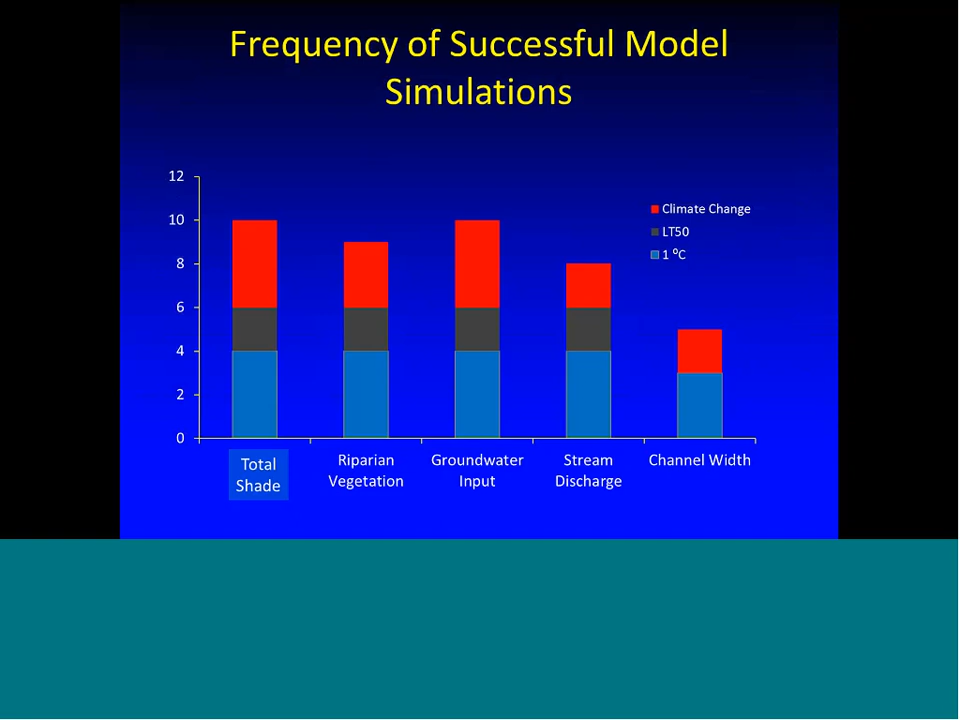 Frequency of Successful Model
Simulations
12
10
8
6
4
2
0
Climate Change
LT50
1 ⁰C
Total
Shade
Riparian
Vegetation
Groundwater
Input
Stream
Discharge
Channel Width